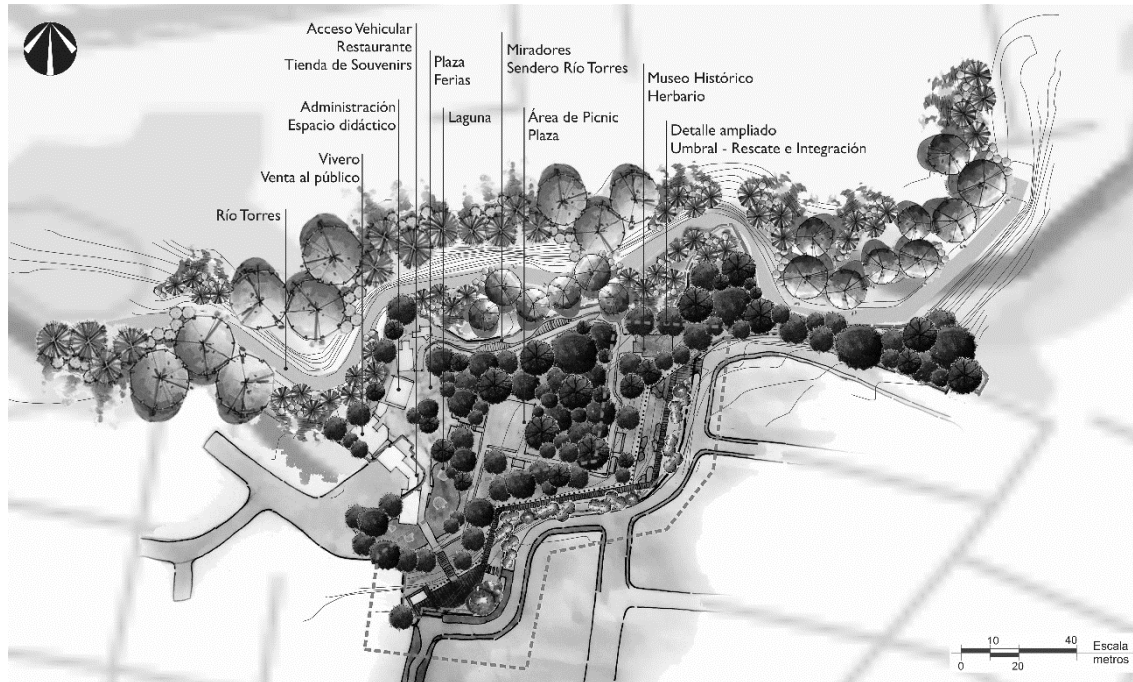 Acceso Vehicular
Restaurante
Tienda de Souvenirs
Plaza
Ferias
Miradores
Sendero Río Torres
Museo Histórico
Herbario
Administración
Espacio didáctico
Laguna
Área de Picnic
Plaza
Detalle ampliado
Umbral - Rescate e Integración
Vivero
Venta al público
Río Torres
10 40 Escala
0 20 metros